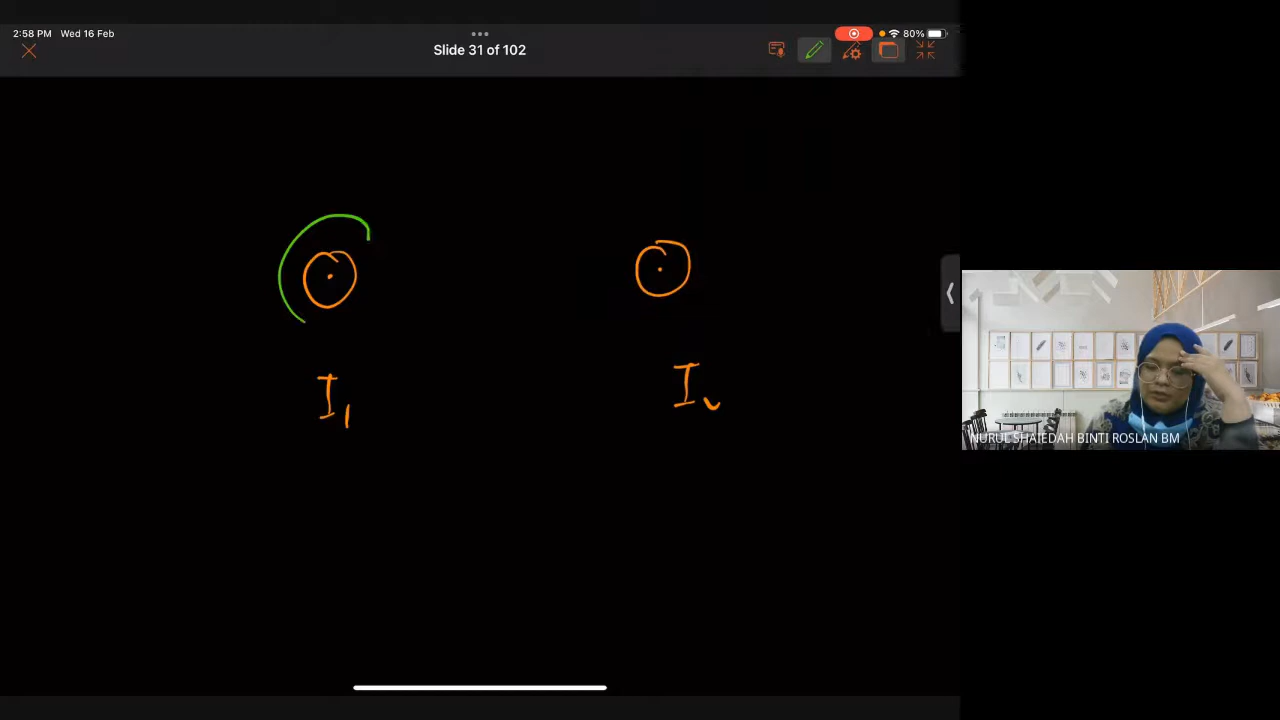 2:58 PM Wed 16 Feb
80%
Slide 31 of 102
I₁
I₂
NURUL SHAIEDAH BINTI ROSLAN BM